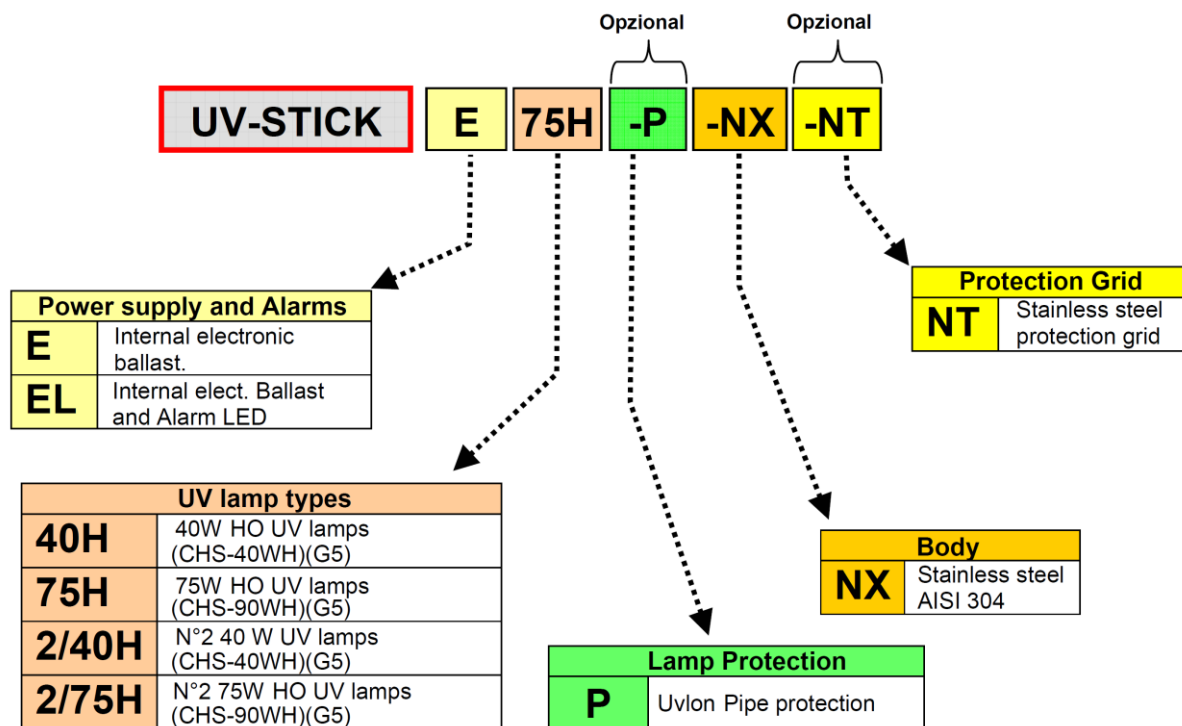 Opzional
Opzional
UV-STICK E 75H -P -NX -NT
Power supply and Alarms
E Internal electronic
ballast.
EL Internal elect. Ballast
and Alarm LED
Protection Grid
NT Stainless steel
protection grid
UV lamp types
40H 40W HO UV lamps
(CHS-40WH)(G5)
75H 75W HO UV lamps
(CHS-90WH)(G5)
2/40H N°2 40 W UV lamps
(CHS-40WH)(G5)
2/75H N°2 75W HO UV lamps
(CHS-90WH)(G5)
Body
NX Stainless steel
AISI 304
Lamp Protection
P Uvlon Pipe protection